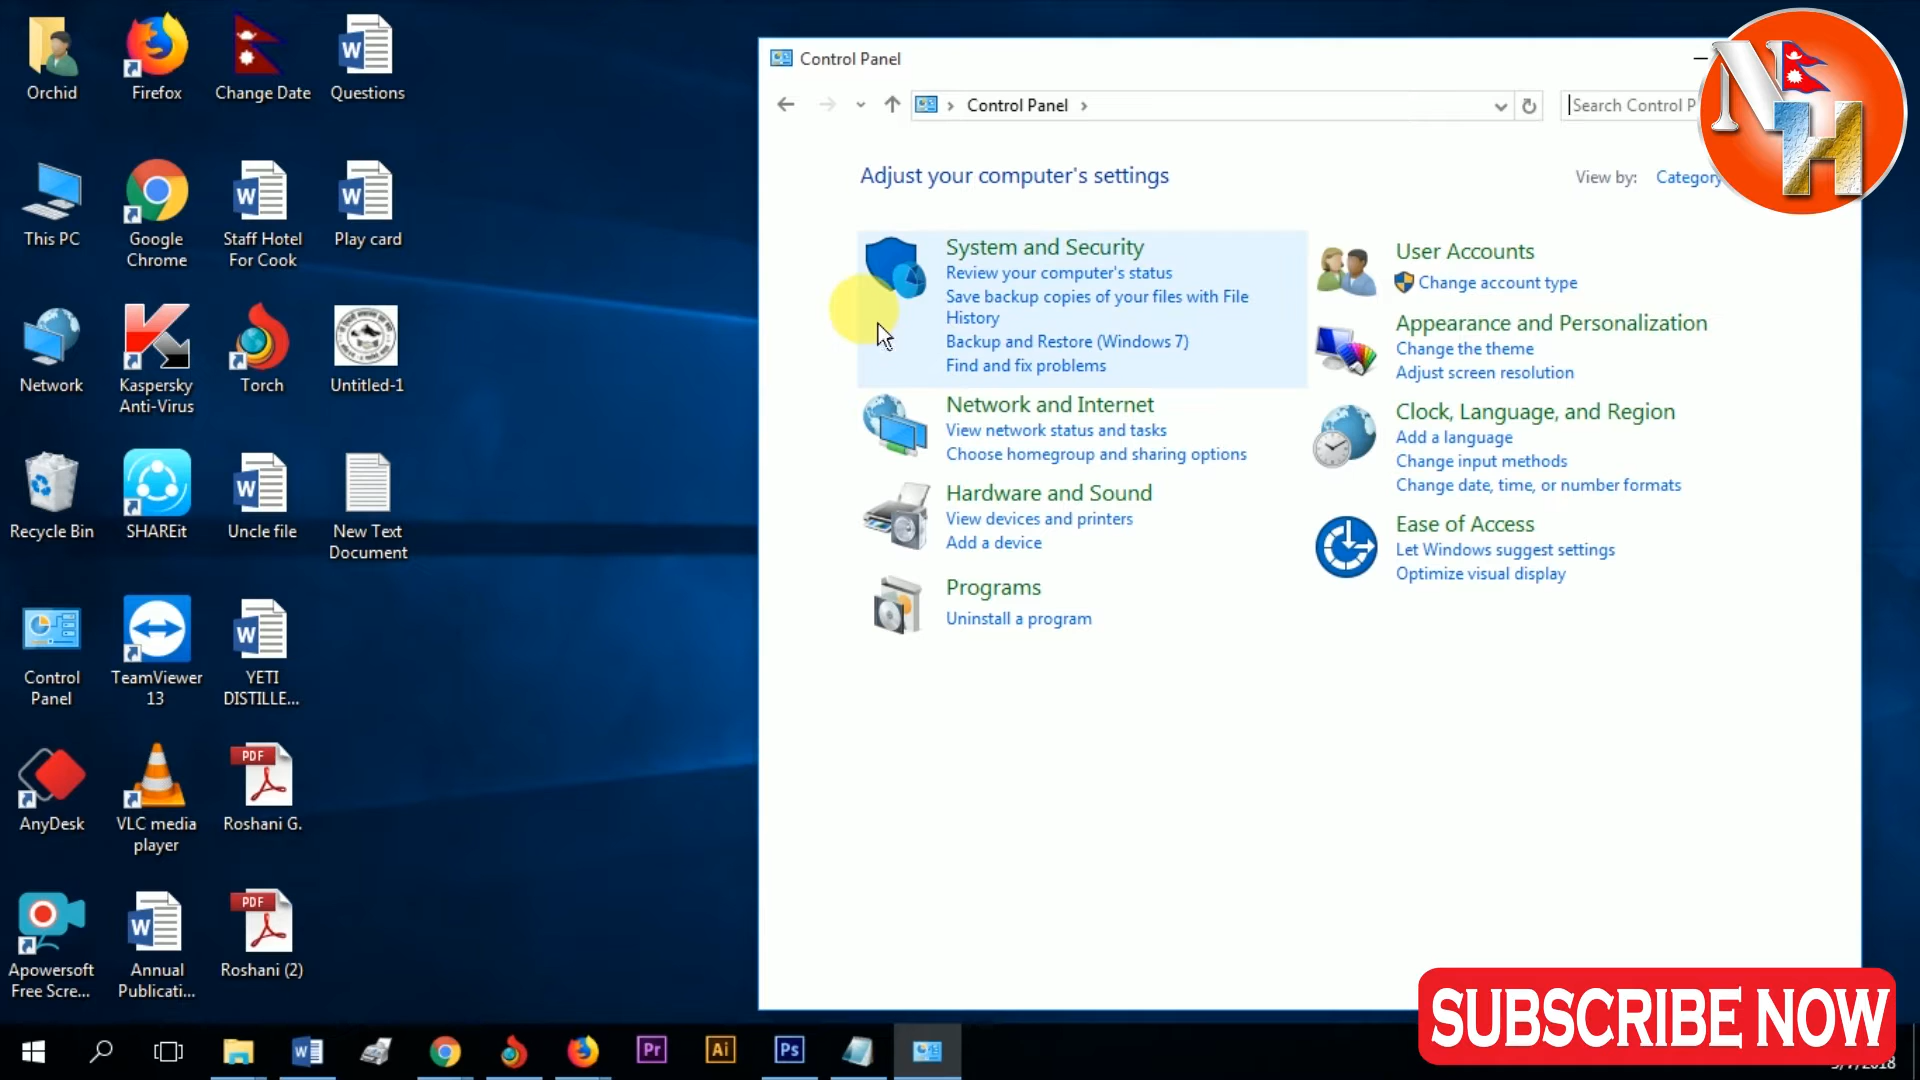 Orchid
Firefox
Change Date
Questions
This PC
Google
Chrome
Staff Hotel
For Cook
Play card
Network
Kaspersky
Anti-Virus
Torch
Untitled-1
Recycle Bin
SHAREit
Uncle file
New Text
Document
Control
Panel
TeamViewer
13
YETI
DISTILLE...
AnyDesk
VLC media
player
PDF
Roshani G.
Apowersoft
Free Scre...
Annual
Publicati...
PDF
Roshani (2)
Control Panel
Control Panel
Search Control P
Adjust your computer's settings
View by:
Category
System and Security
Review your computer's status
Save backup copies of your files with File
History
Backup and Restore (Windows 7)
Find and fix problems
Network and Internet
View network status and tasks
Choose homegroup and sharing options
Hardware and Sound
View devices and printers
Add a device
Programs
Uninstall a program
User Accounts
Change account type
Appearance and Personalization
Change the theme
Adjust screen resolution
Clock, Language, and Region
Add a language
Change input methods
Change date, time, or number formats
Ease of Access
Let Windows suggest settings
Optimize visual display
NH
SUBSCRIBE NOW
Pr
Ai
Ps